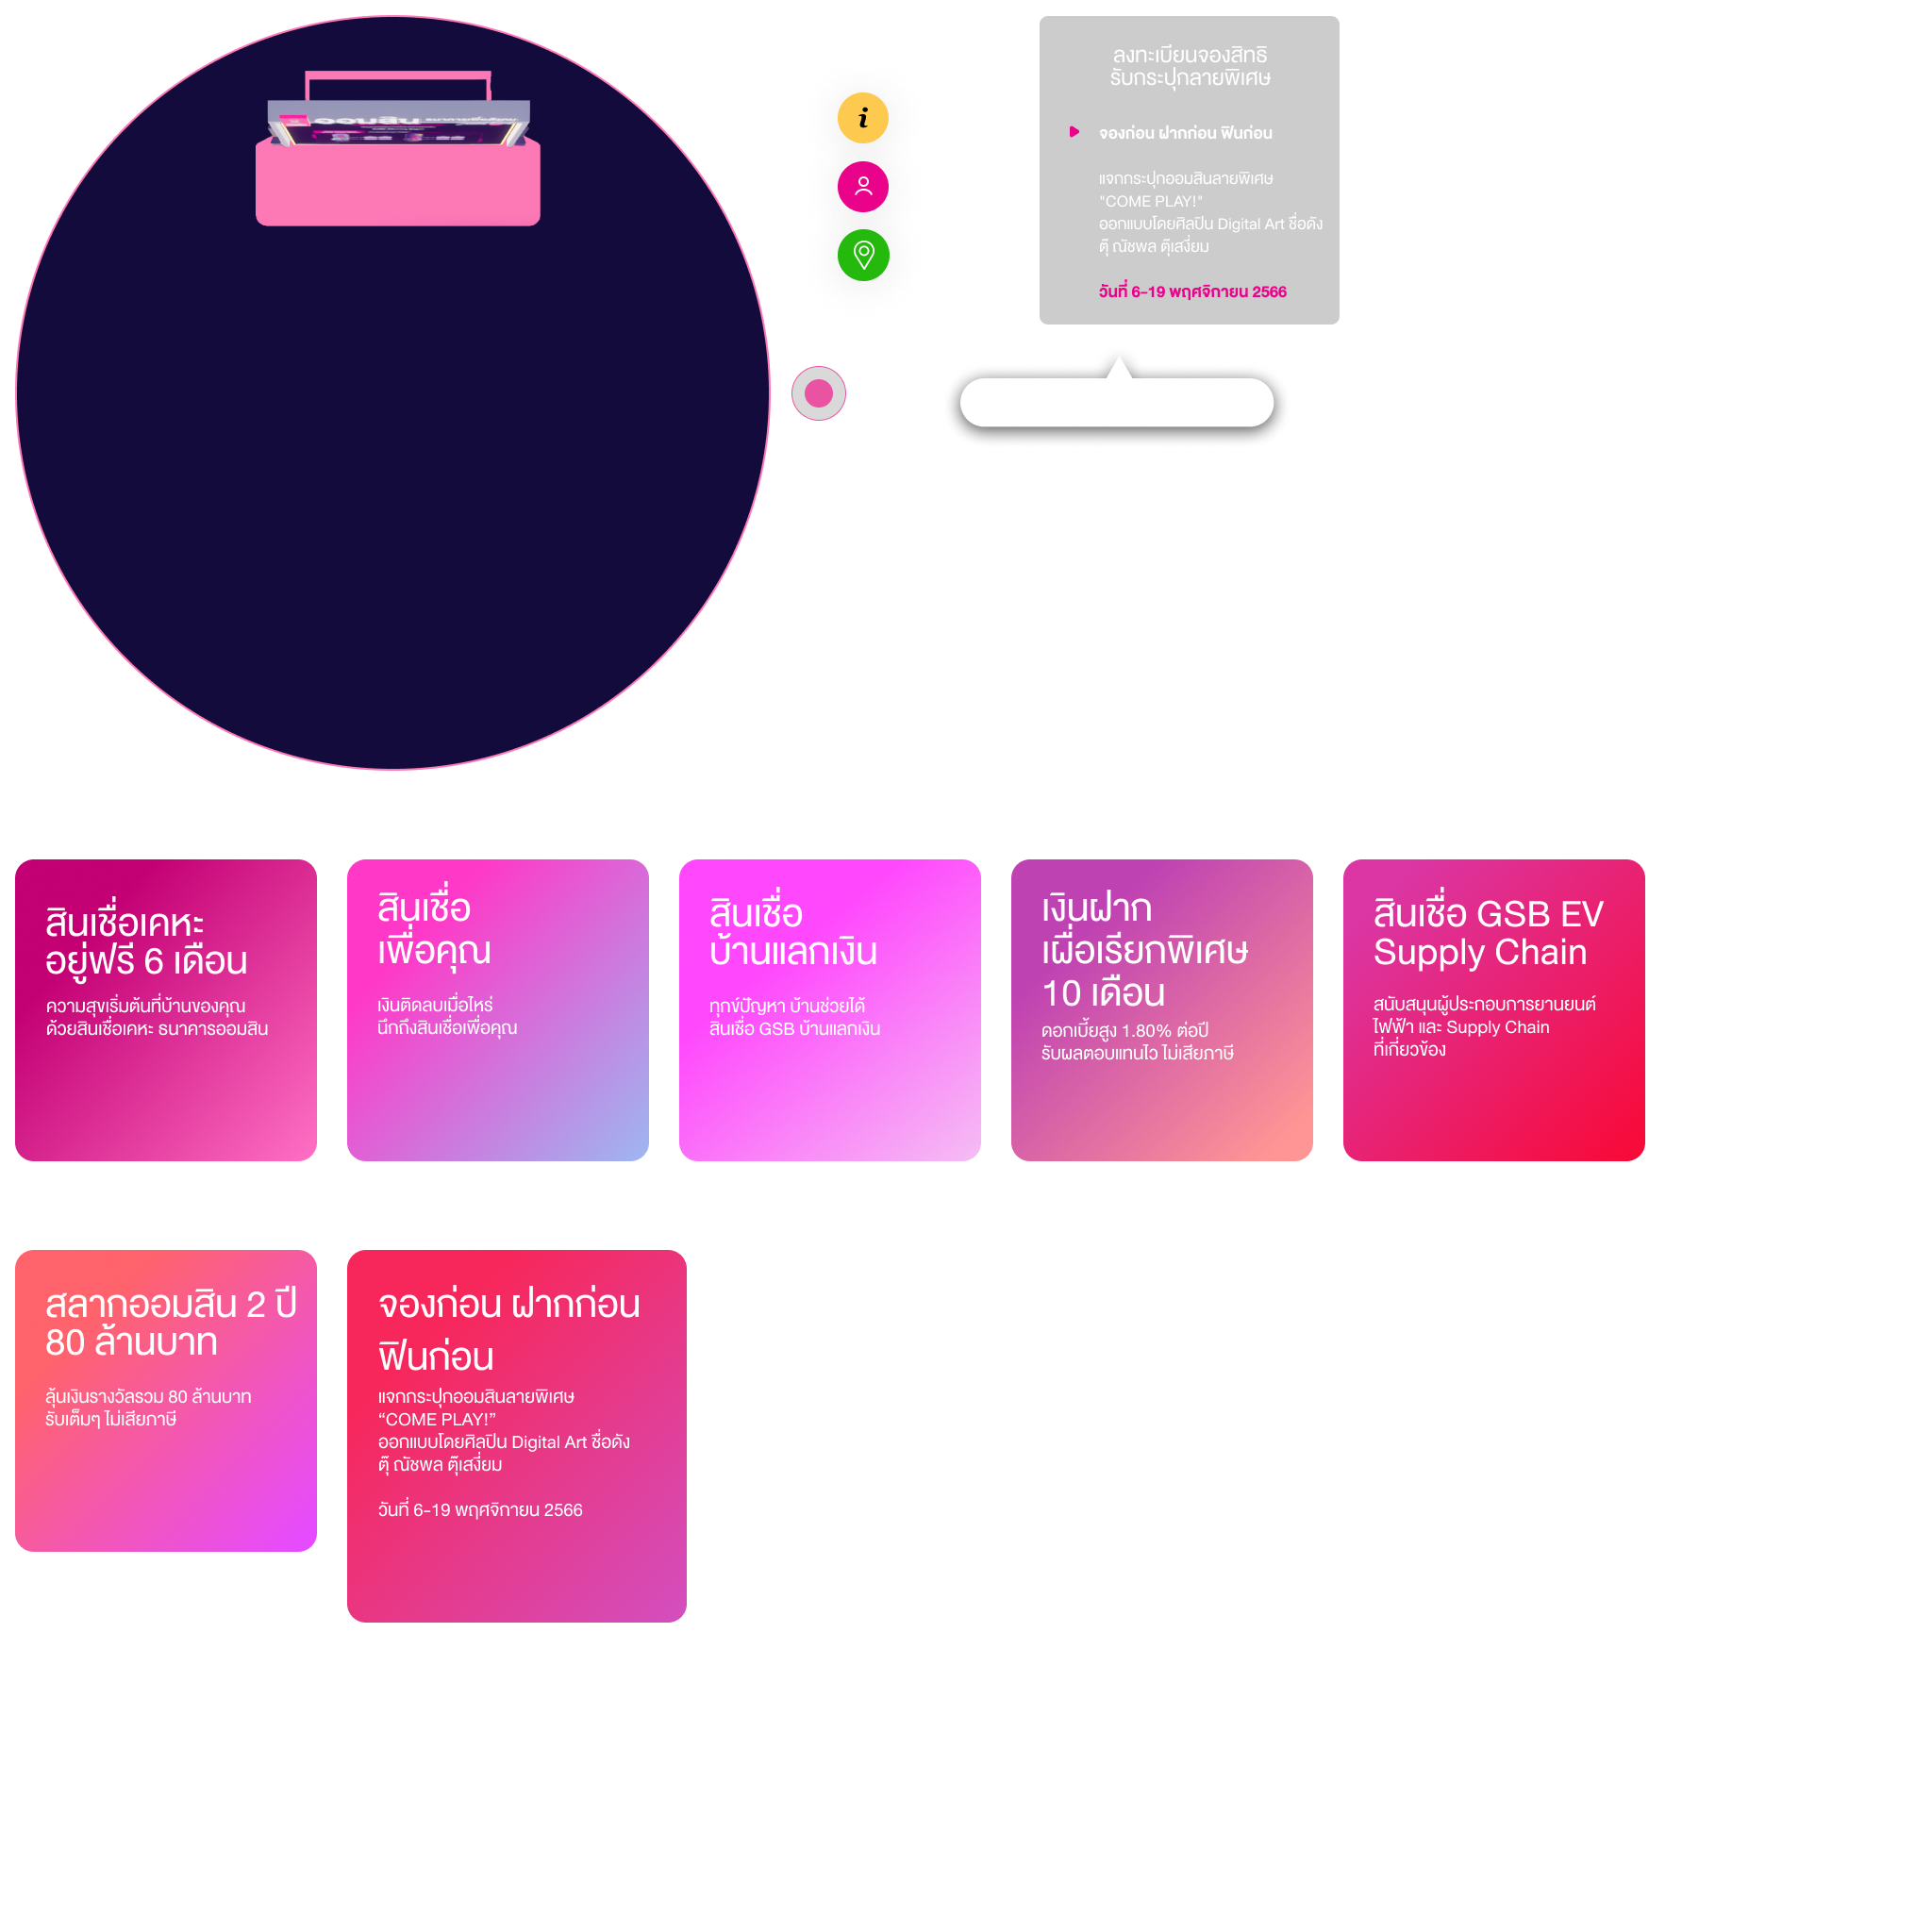 ลงทะเบียนจองสิทธิ
รับกระปุกลายพิเศษ
จองก่อน ฝากก่อน ฟินก่อน
แจกกระปุกออมสินลายพิเศษ
"COME PLAY!"
ออกแบบโดยศิลปิน Digital Art ชื่อดัง
ตุ๊ ณัชพล ตุ๊เสงี่ยม
วันที่ 6-19 พฤศจิกายน 2566
สินเชื่อเคหะ
อยู่ฟรี 6 เดือน
ความสุขเริ่มต้นที่บ้านของคุณ
ด้วยสินเชื่อเคหะ ธนาคารออมสิน
สินเชื่อ
เพื่อคุณ
เงินติดลบเมื่อไหร่
นึกถึงสินเชื่อเพื่อคุณ
สินเชื่อ
บ้านแลกเงิน
ทุกข์ปัญหา บ้านช่วยได้
สินเชื่อ GSB บ้านแลกเงิน
เงินฝาก
เผื่อเรียกพิเศษ
10 เดือน
ดอกเบี้ยสูง 1.80% ต่อปี
รับผลตอบแทนไว ไม่เสียภาษี
สินเชื่อ GSB EV
Supply Chain
สนับสนุนผู้ประกอบการยานยนต์
ไฟฟ้า และ Supply Chain
ที่เกี่ยวข้อง
สลากออมสิน 2 ปี
80 ล้านบาท
ลุ้นเงินรางวัลรวม 80 ล้านบาท
รับเต็มๆ ไม่เสียภาษี
จองก่อน ฝากก่อน
ฟินก่อน
แจกกระปุกออมสินลายพิเศษ
“COME PLAY!”
ออกแบบโดยศิลปิน Digital Art ชื่อดัง
ตุ๊ ณัชพล ตุ๊เสงี่ยม
วันที่ 6-19 พฤศจิกายน 2566